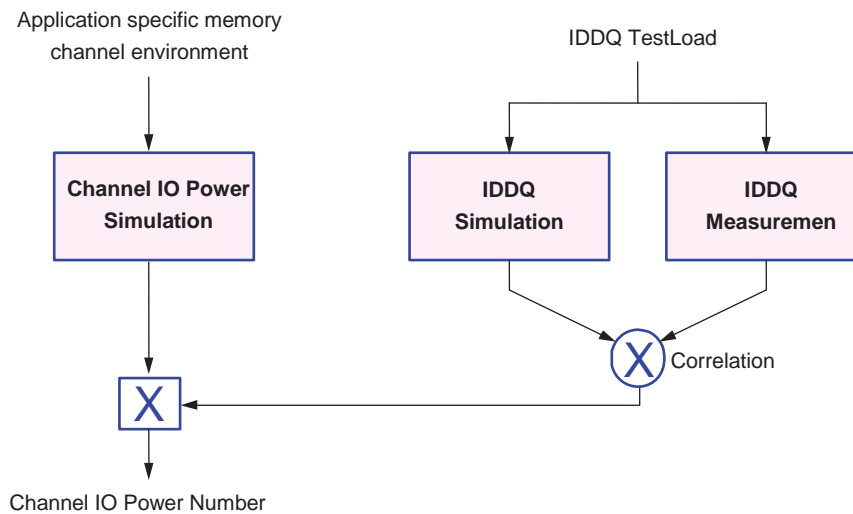 Application specific memory
channel environment
IDDQ TestLoad
Channel IO Power
Simulation
IDDQ
Simulation
IDDQ
Measuremen
X
Correlation
X
Channel IO Power Number